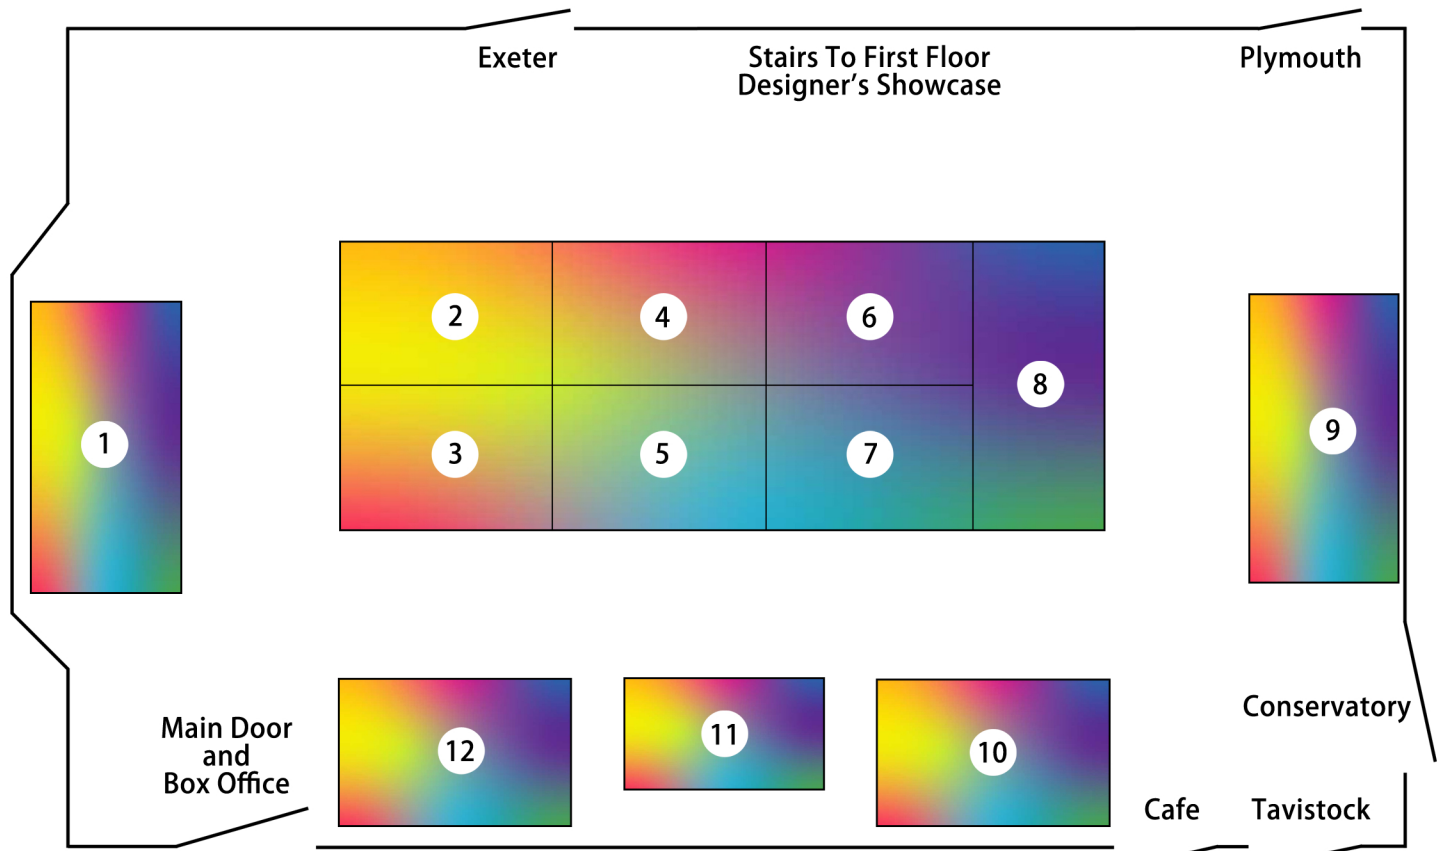 Exeter
Stairs To First Floor
Designer's Showcase
Plymouth
2
4
6
8
1
9
3
5
7
Main Door
and
Box Office
12
11
10
Conservatory
Cafe
Tavistock